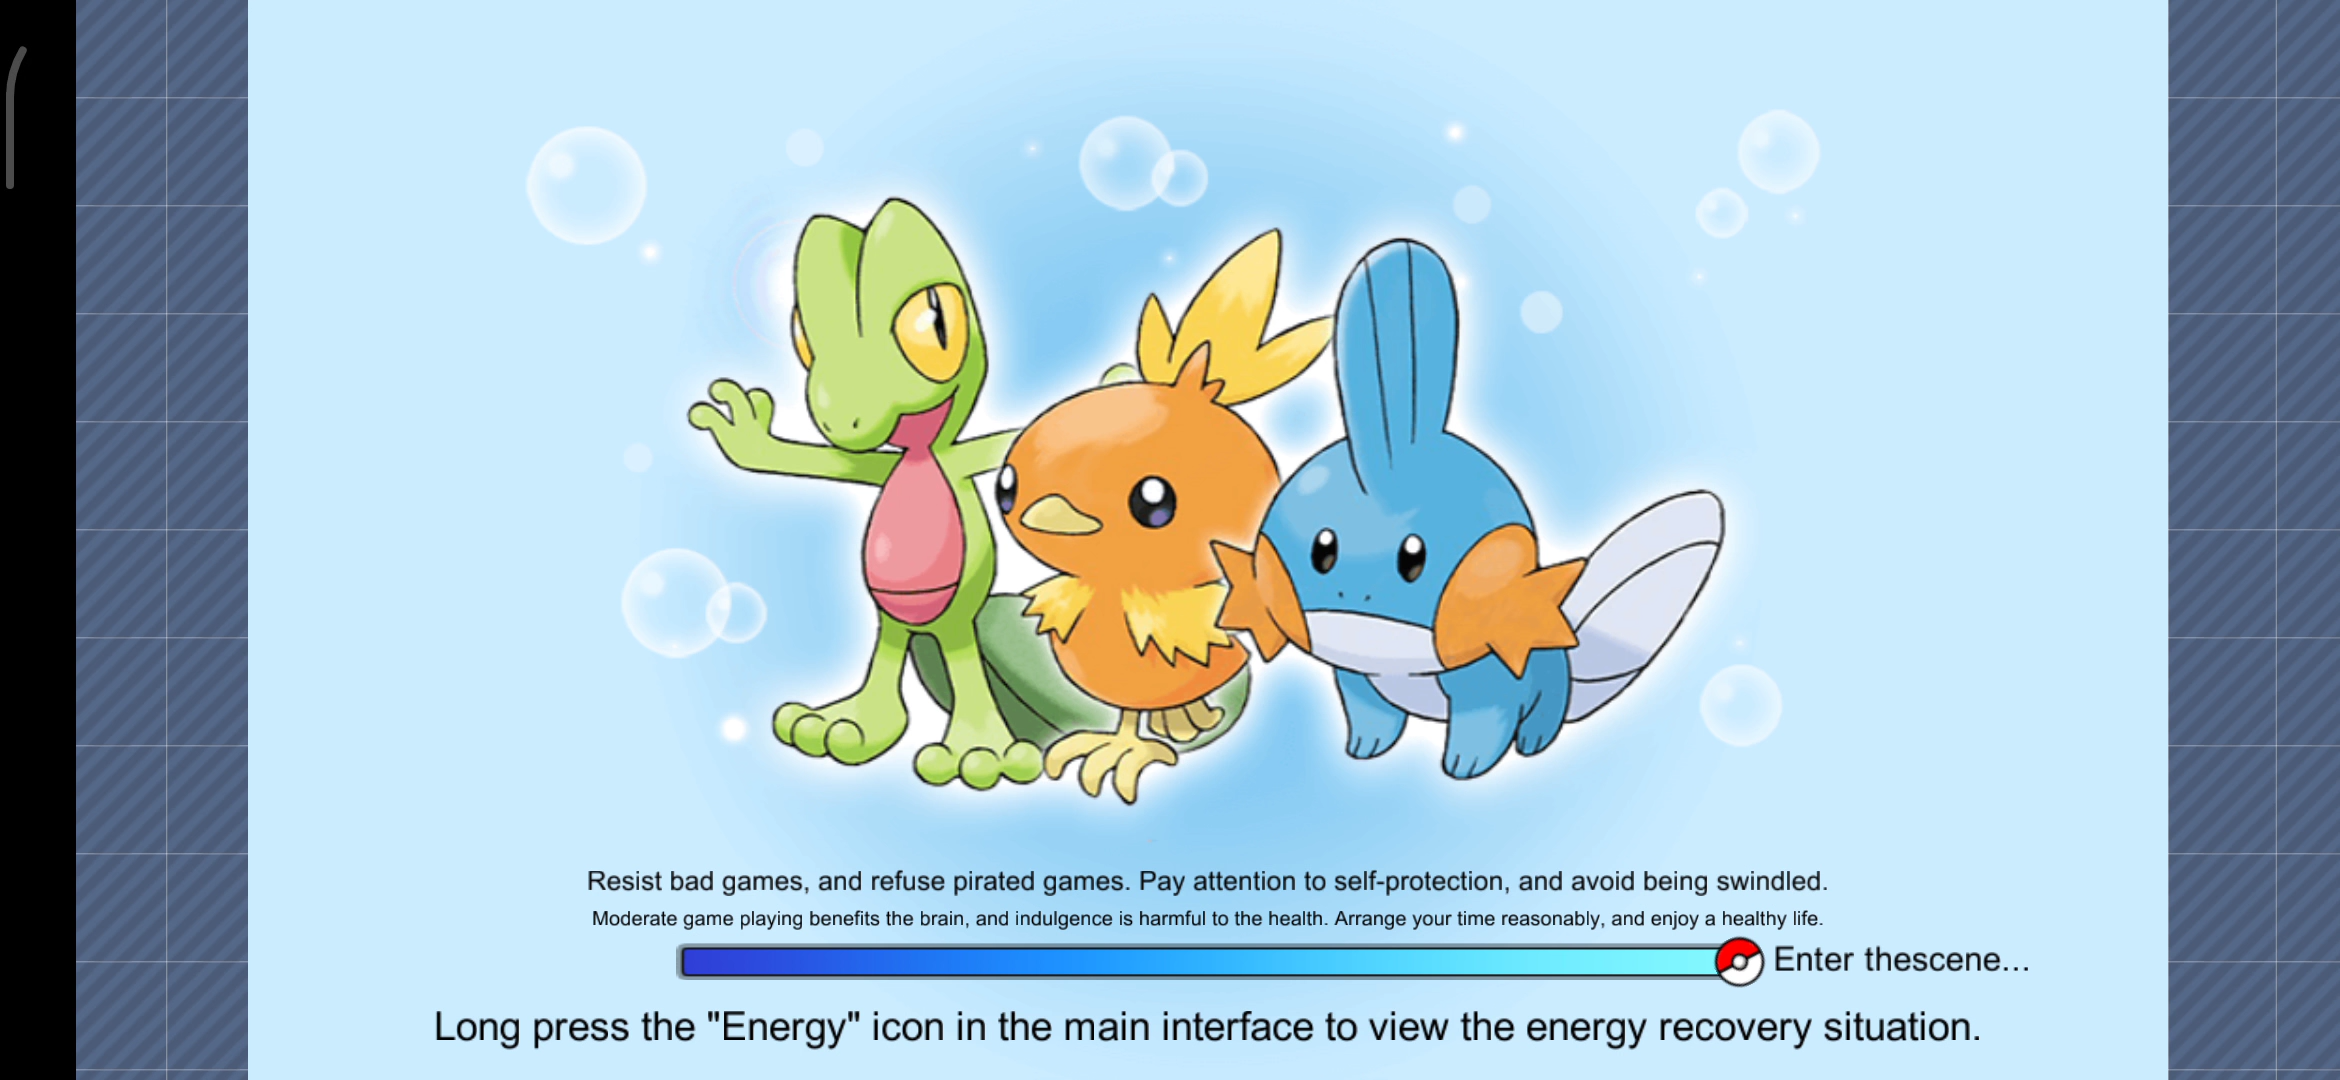 Resist bad games, and refuse pirated games. Pay attention to self-protection, and avoid being swindled.
Moderate game playing benefits the brain, and indulgence is harmful to the health. Arrange your time reasonably, and enjoy a healthy life.
Enter thescene...
Long press the "Energy" icon in the main interface to view the energy recovery situation.